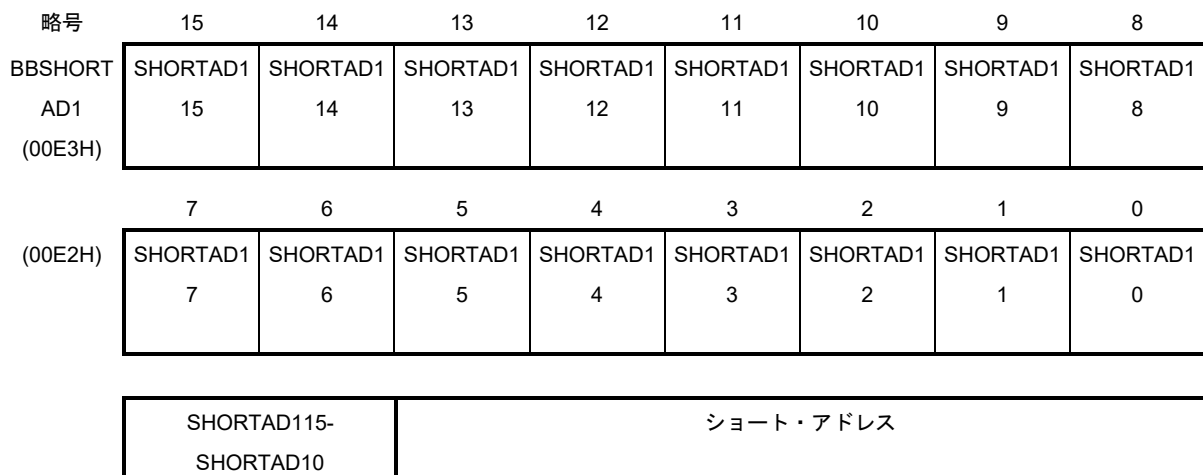 略号 15 14 13 12 11 10 9 8
BBSHORT SHORTAD1 SHORTAD1 SHORTAD1 SHORTAD1 SHORTAD1 SHORTAD1 SHORTAD1 SHORTAD1
AD1 15 14 13 12 11 10 9 8
(00E3H)
7 6 5 4 3 2 1 0
(00E2H) SHORTAD1 SHORTAD1 SHORTAD1 SHORTAD1 SHORTAD1 SHORTAD1 SHORTAD1 SHORTAD1
7 6 5 4 3 2 1 0
SHORTAD115- ショート・アドレス
SHORTAD10